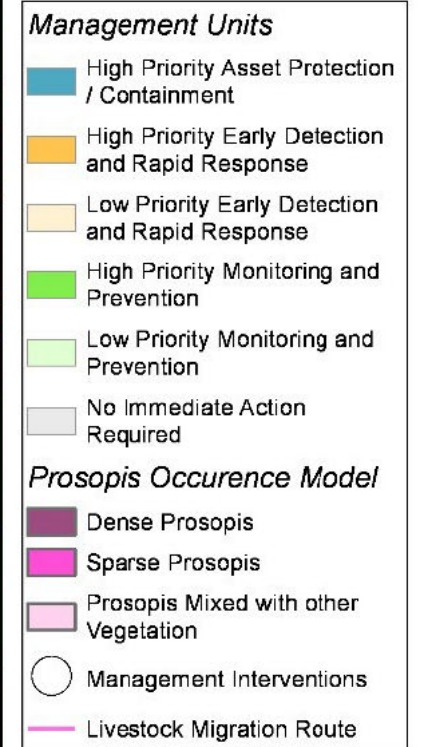 Management Units
High Priority Asset Protection
/ Containment
High Priority Early Detection
and Rapid Response
Low Priority Early Detection
and Rapid Response
High Priority Monitoring and
Prevention
Low Priority Monitoring and
Prevention
No Immediate Action
Required
Prosopis Occurence Model
Dense Prosopis
Sparse Prosopis
Prosopis Mixed with other
Vegetation
Management Interventions
Livestock Migration Route